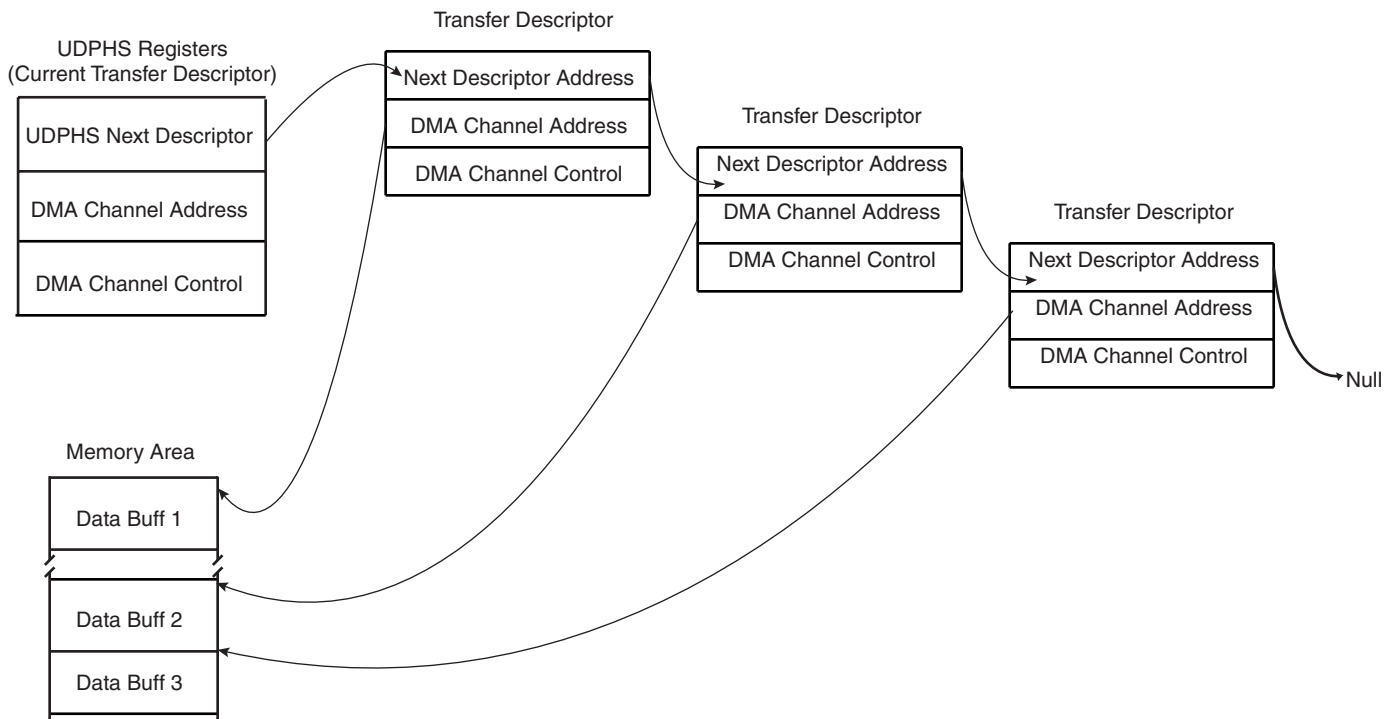 Transfer Descriptor
UDPHS Registers
(Current Transfer Descriptor)
Next Descriptor Address
UDPHS Next Descriptor
DMA Channel Address
DMA Channel Control
Transfer Descriptor
Next Descriptor Address
DMA Channel Address
DMA Channel Control
DMA Channel Address
DMA Channel Control
Transfer Descriptor
Next Descriptor Address
DMA Channel Address
DMA Channel Control
Null
Memory Area
Data Buff 1
Data Buff 2
Data Buff 3